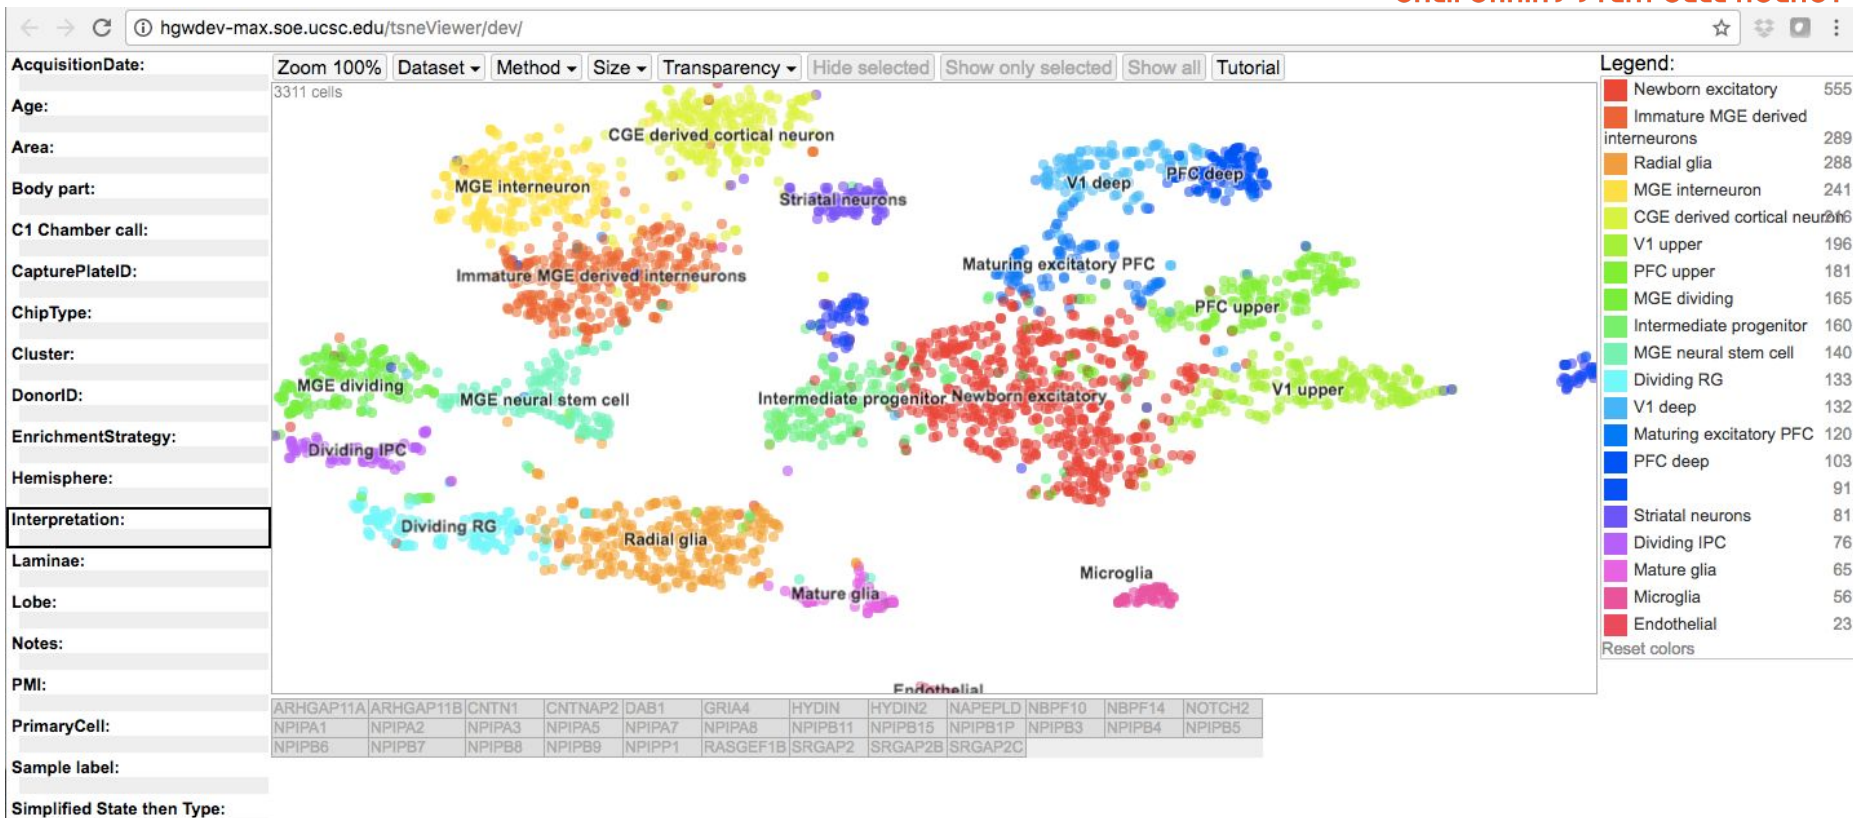 hgwdev-max.soe.ucsc.edu/tsneViewer/dev/
AcquisitionDate:
Age:
Area:
Body part:
C1 Chamber call:
CapturePlateID:
ChipType:
Cluster:
DonorID:
EnrichmentStrategy:
Hemisphere:
Interpretation:
Laminae:
Lobe:
Notes:
PMI:
PrimaryCell:
Sample label:
Simplified State then Type:
Zoom 100% Dataset Method Size Transparency Hide selected Show only selected Show all Tutorial
3311 cells
CGE derived cortical neuron
MGE interneuron
Striatal neurons
V1 deep
PFC deep
Immature MGE derived interneurons
Maturing excitatory PFC
PFC upper
MGE dividing
MGE neural stem cell
Intermediate progenitor
Newborn excitatory
V1 upper
Dividing IPC
Dividing RG
Radial glia
Mature glia
Microglia
Endothelial
ARHGAP11A ARHGAP11B CNTN1 CNTNAP2 DAB1 GRIA4 HYDIN HYDIN2 NAPEPLD NBPF10 NBPF14 NOTCH2
NPIPA1 NPIPA2 NPIPA3 NPIPA5 NPIPA7 NPIPA8 NPIPB11 NPIPB15 NPIPB1P NPIPB3 NPIPB4 NPIPB5
NPIPB6 NPIPB7 NPIPB8 NPIPB9 NPIPP1 RASGEF1B SRGAP2 SRGAP2B SRGAP2C
Legend:
Newborn excitatory 555
Immature MGE derived
interneurons 289
Radial glia 288
MGE interneuron 241
CGE derived cortical neuron
V1 upper 196
PFC upper 181
MGE dividing 165
Intermediate progenitor 160
MGE neural stem cell 140
Dividing RG 133
V1 deep 132
Maturing excitatory PFC 120
PFC deep 103
91
Striatal neurons 81
Dividing IPC 76
Mature glia 65
Microglia 56
Endothelial 23
Reset colors